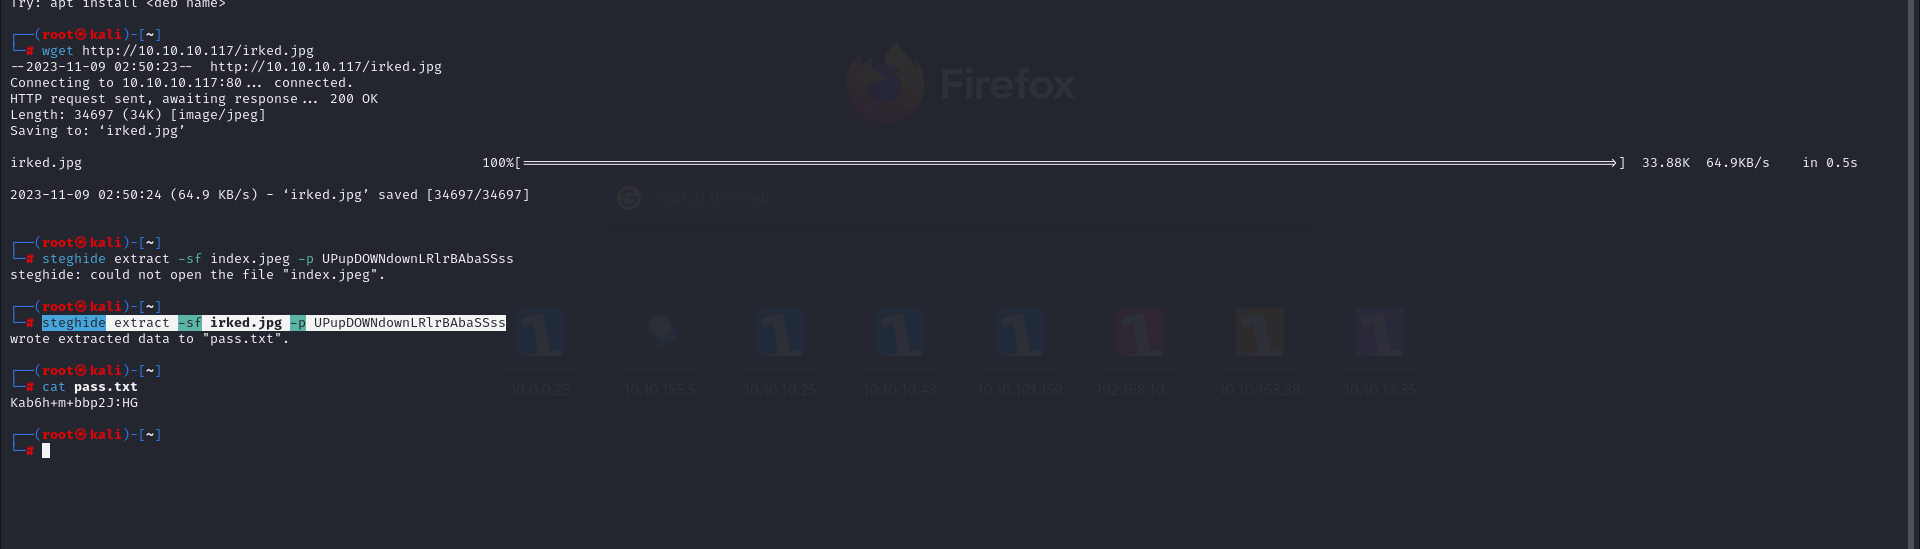 Try: apt install <deb name>
┌──(root㉿kali)-[~]
└─# wget http://10.10.10.117/irked.jpg
--2023-11-09 02:50:23--  http://10.10.10.117/irked.jpg
Connecting to 10.10.10.117:80... connected.
HTTP request sent, awaiting response... 200 OK
Length: 34697 (34K) [image/jpeg]
Saving to: ‘irked.jpg’
irked.jpg 100%[===================>] 33.88K 64.9KB/s in 0.5s
2023-11-09 02:50:24 (64.9 KB/s) - ‘irked.jpg’ saved [34697/34697]
┌──(root㉿kali)-[~]
└─# steghide extract -sf index.jpeg -p UPupDOWNdownLRlrBAbaSSss
steghide: could not open the file "index.jpeg".
┌──(root㉿kali)-[~]
└─# steghide extract -sf irked.jpg -p UPupDOWNdownLRlrBAbaSSss
wrote extracted data to "pass.txt".
┌──(root㉿kali)-[~]
└─# cat pass.txt
Kab6h+m+bbp2J:HG
┌──(root㉿kali)-[~]
└─#
Firefox
Search the web
1 1 1 1 1 1 1
10.0.0.25 10.10.155.5 10.10.10.25 10.10.10.43 10.10.101.159 192.168.10... 10.10.163.38 10.10.13.35